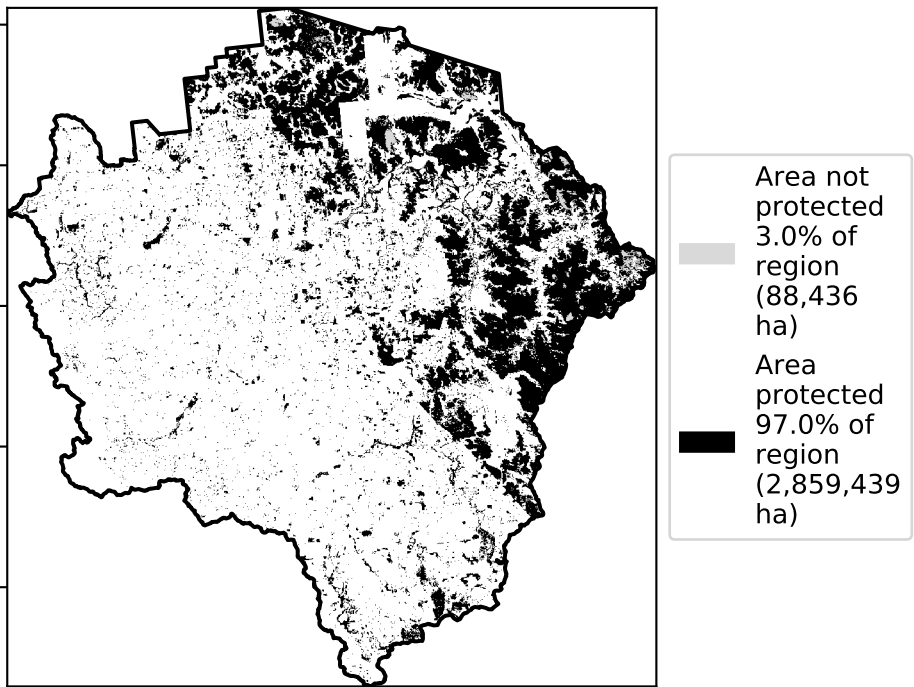 Area not
protected
3.0% of
region
(88,436
ha)
Area
protected
97.0% of
region
(2,859,439
ha)